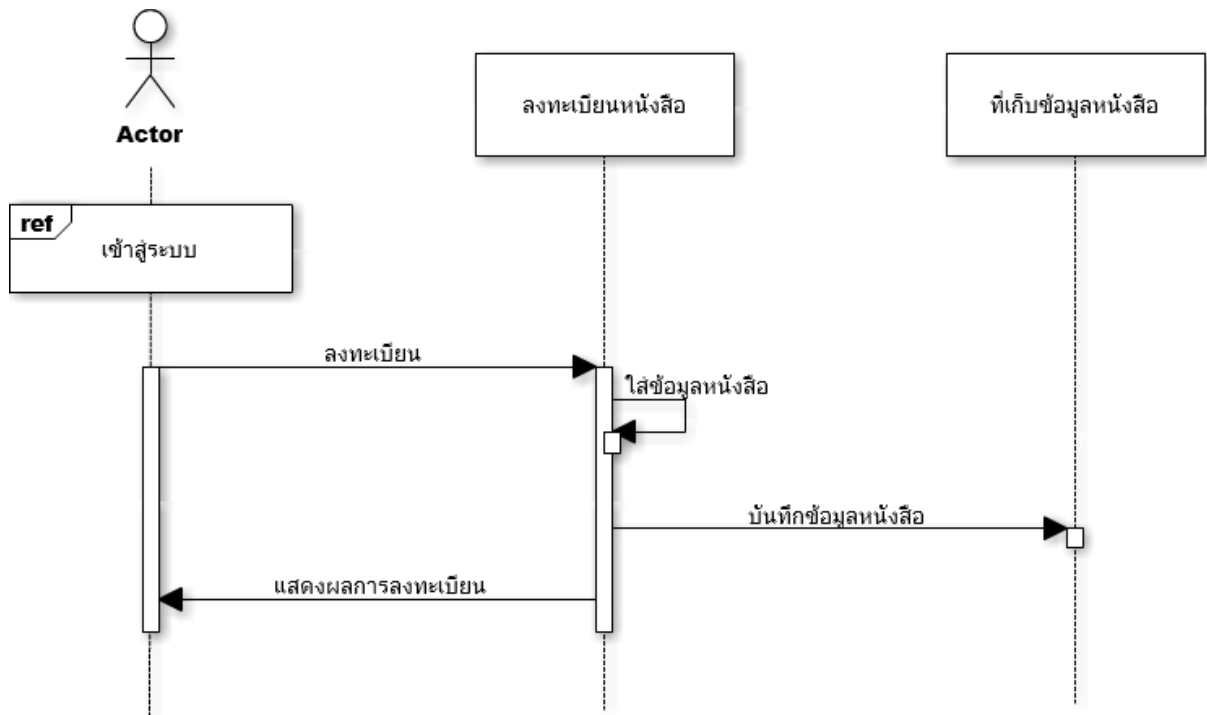 ลงทะเบียนหนังสือ
ที่เก็บข้อมูลหนังสือ
Actor
ref
เข้าสู่ระบบ
ลงทะเบียน
ใส่ข้อมูลหนังสือ
บันทึกข้อมูลหนังสือ
แสดงผลการลงทะเบียน